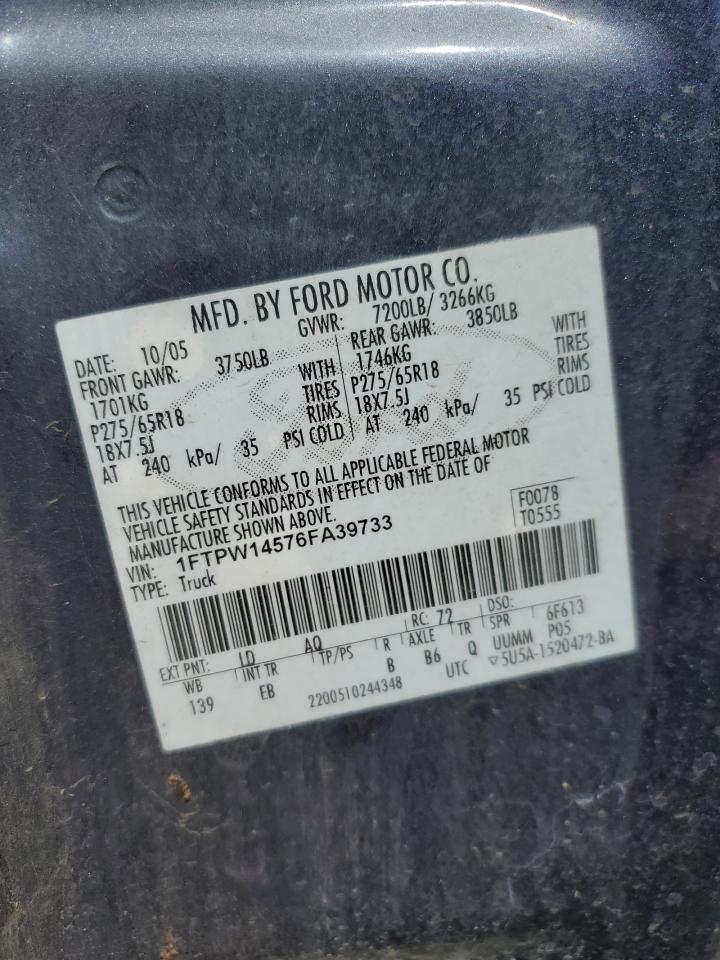 MFD. BY FORD MOTOR CO.
DATE: 10/05 GVWR: 7200LB/ 3266KG
FRONT GAWR: 3750LB REAR GAWR: 3850LB
1701KG WITH 1746KG WITH
P275/65R18 TIRES P275/65R18 TIRES
18X7.5J RIMS 18X7.5J RIMS
AT 240 kPa/ 35 PSI COLD AT 240 kPa/ 35 PSI COLD
THIS VEHICLE CONFORMS TO ALL APPLICABLE FEDERAL MOTOR
VEHICLE SAFETY STANDARDS IN EFFECT ON THE DATE OF
MANUFACTURE SHOWN ABOVE. F0078
VIN: 1FTPW14576FA39733 T0555
TYPE: Truck
EXT PNT: LD AQ RC: 72 DSO:
WB INT TR TP/PS R AXLE TR SPR 6F613
139 EB B B6 Q UUMM P05
2200510244348 UTC ▽5U5A-1520472-BA